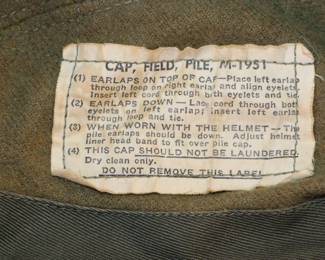 CAP, FIELD, PILE, M-1951
(1) EARLAPS ON TOP OF CAP—Place left earlap
through loop on right earlap and align eyelets.
Insert left cord through both eyelets and tie.
(2) EARLAPS DOWN — Lace cord through both
eyelets on left earlap; insert left earlap
through loop and tie.
(3) WHEN WORN WITH THE HELMET — The
pile earlaps should be down. Adjust helmet
liner head band to fit over pile cap.
(4) THIS CAP SHOULD NOT BE LAUNDERED.
Dry clean only.
DO NOT REMOVE THIS LABEL